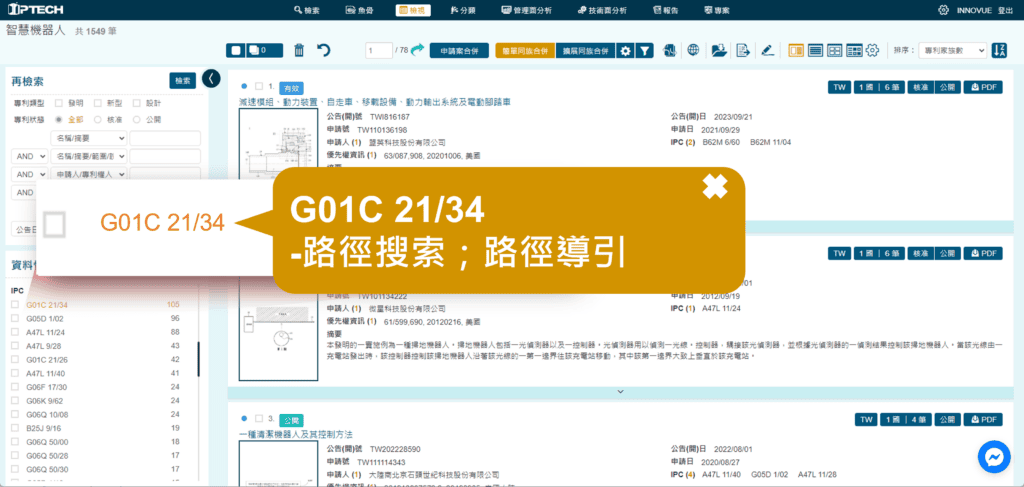 IPTECH 檢索 魚骨 檢核 分類 管理面分析 技術面分析 報告 專案 INNOVUE 登出
智慧機器人 共 1549 筆
0 1 / 78 申請案合併 簡單同族合併 擴展同族合併 排序： 專利家族數
再檢索 檢索
專利類型 發明 新型 設計
專利狀態 全部 核准 公開
名稱/摘要
AND 名稱/摘要/範圍/
AND 申請人/專利權人
AND
公告日
G01C 21/34
G01C 21/34
-路徑搜索；路徑導引
IPC
G01C 21/34 105
G05D 1/02 96
A47L 11/24 88
A47L 9/28 43
G01C 21/26 42
A47L 11/40 41
G06F 17/30 24
G06K 9/62 24
G06Q 10/08 24
B25J 9/16 19
G06Q 50/00 18
G06Q 50/28 17
G06Q 50/30 17
1. 有效 TW 1 國 6 筆 核准 公開 PDF
減速模組、動力裝置、自走車、移載設備、動力輸出系統及電動腳踏車
公告(開)號 TWI816187 公告(開)日 2023/09/21
申請號 TW110136198 申請日 2021/09/29
申請人 (1) 盟英科技股份有限公司 IPC (2) B62M 6/60 B62M 11/04
優先權資訊 (1) 63/087,908, 20201006, 美國
摘要
TW 1 國 6 筆 核准 公開 PDF
/01
申請號 TW101134222 申請日 2012/09/19
申請人 (1) 微星科技股份有限公司 IPC (1) A47L 11/24
優先權資訊 (1) 61/599,690, 20120216, 美國
摘要
本發明的一實施例為一種掃地機器人。掃地機器人包括一光偵測器以及一控制器。光偵測器用以偵測一光線。控制器，耦接該光偵測器，並根據光偵測器的一偵測結果控制該掃地機器人。當該光線由一
充電站發出時，該控制器控制該掃地機器人沿著該光線的一第一邊界往該充電站移動，其中該第一邊界大致上垂直於該充電站。
3. 公開 TW 1 國 4 筆 公開 PDF
一種清潔機器人及其控制方法
公告(開)號 TW202228590 公告(開)日 2022/08/01
申請號 TW111114343 申請日 2020/08/27
申請人 (1) 大陸商北京石頭世紀科技股份有限公司 IPC (4) A47L 11/40 G05D 1/02 A47L 11/28